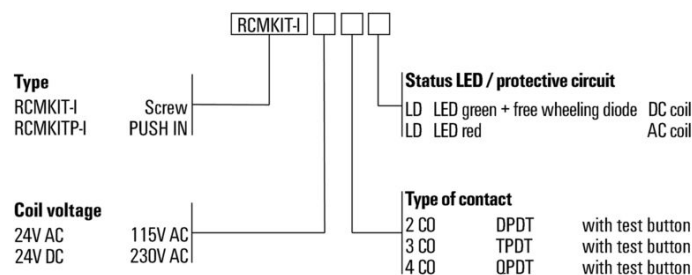 RCMKIT-I
Type
RCMKIT-I Screw
RCMKITP-I PUSH IN
Status LED / protective circuit
LD LED green + free wheeling diode DC coil
LD LED red AC coil
Coil voltage
24V AC 115V AC
24V DC 230V AC
Type of contact
2 CO DPDT with test button
3 CO TPDT with test button
4 CO QPDT with test button